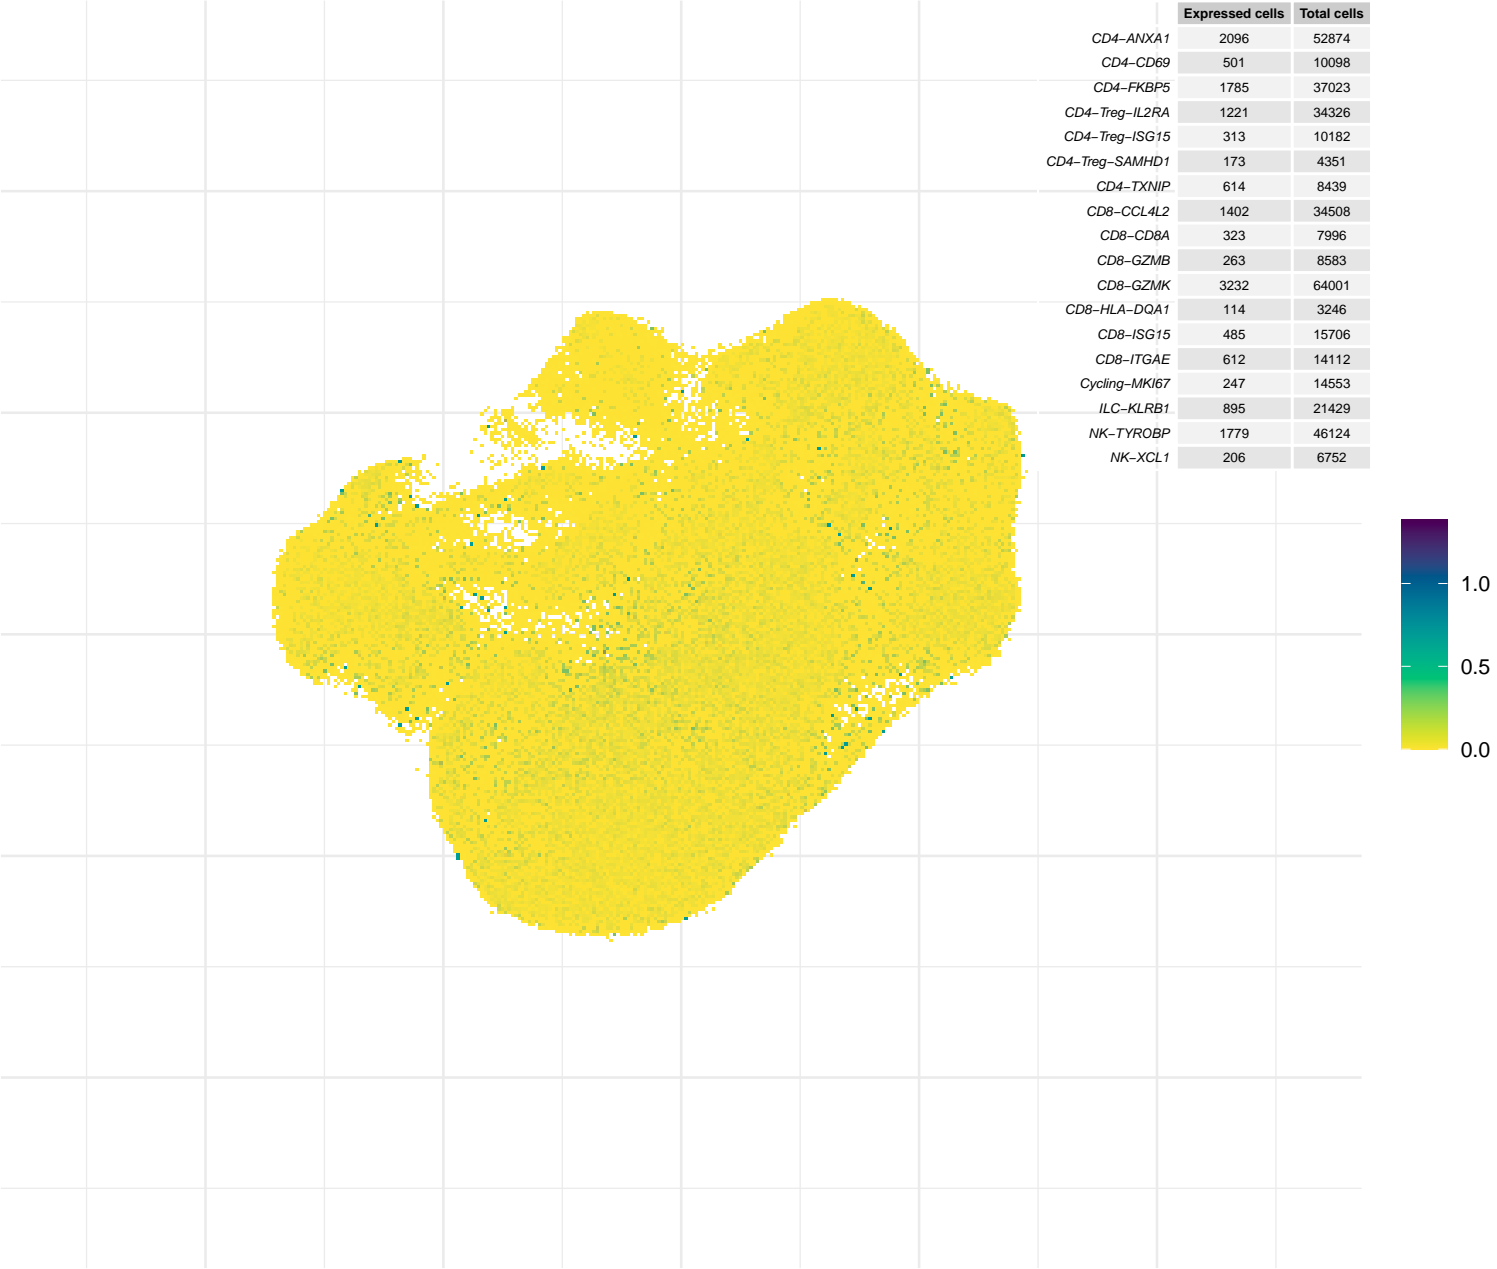 Expressed cells Total cells
CD4−ANXA1 2096 52874
CD4−CD69 501 10098
CD4−FKBP5 1785 37023
CD4−Treg−IL2RA 1221 34326
CD4−Treg−ISG15 313 10182
CD4−Treg−SAMHD1 173 4351
CD4−TXNIP 614 8439
CD8−CCL4L2 1402 34508
CD8−CD8A 323 7996
CD8−GZMB 263 8583
CD8−GZMK 3232 64001
CD8−HLA−DQA1 114 3246
CD8−ISG15 485 15706
CD8−ITGAE 612 14112
Cycling−MKI67 247 14553
ILC−KLRB1 895 21429
NK−TYROBP 1779 46124
NK−XCL1 206 6752
1.0
0.5
0.0